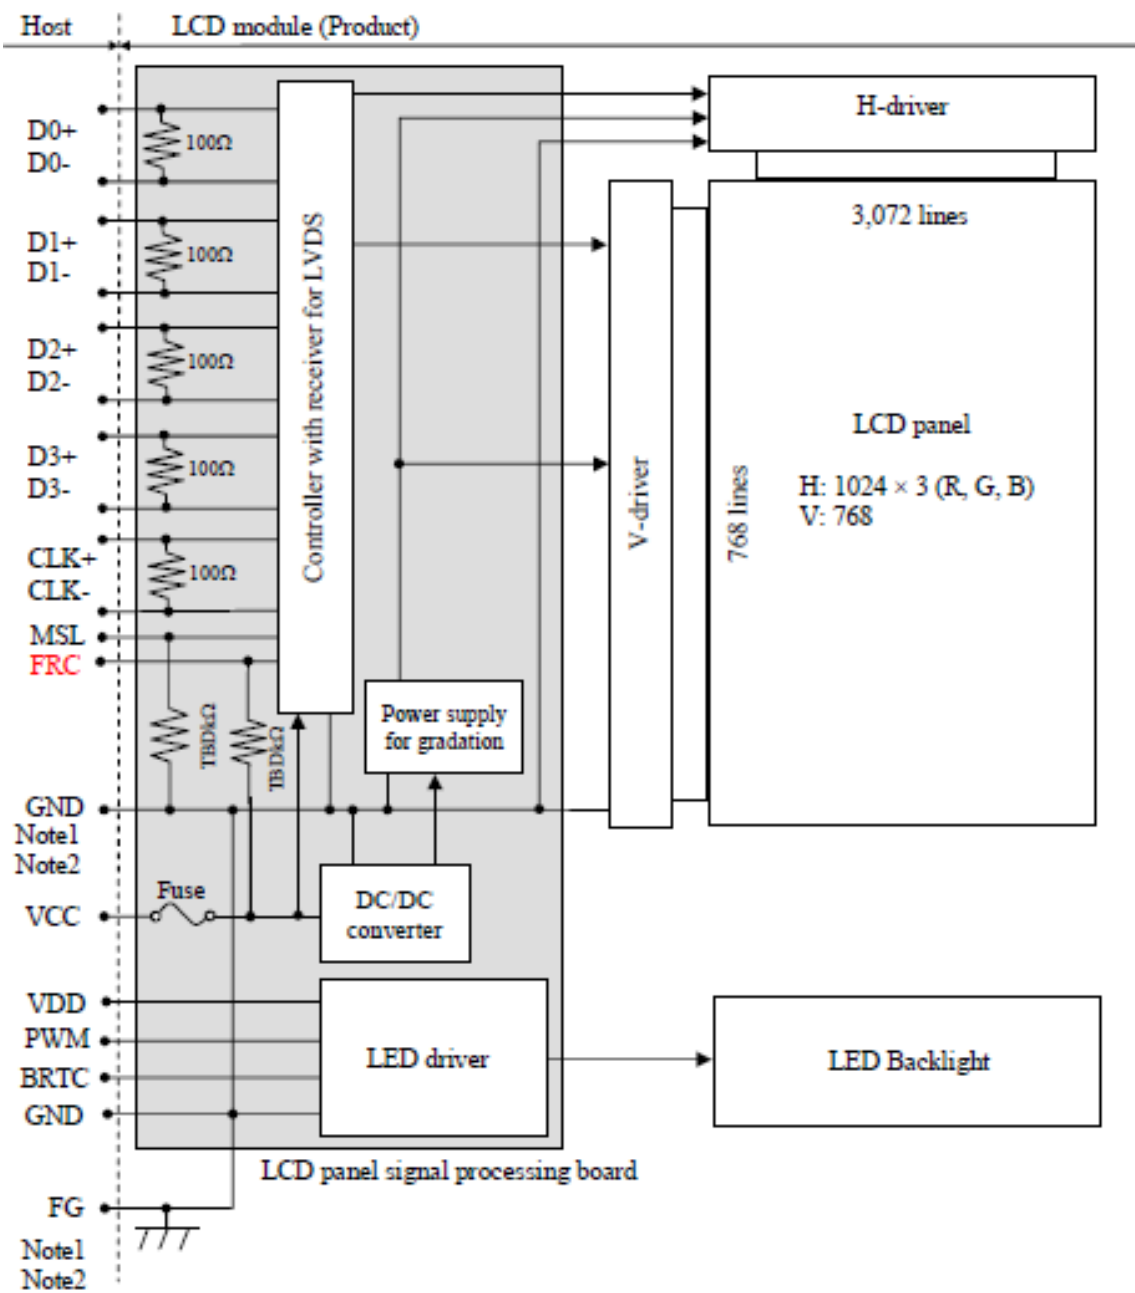 Host
LCD module (Product)
D0+
D0-
100Ω
D1+
D1-
100Ω
D2+
D2-
100Ω
D3+
D3-
100Ω
CLK+
CLK-
100Ω
MSL
FRC
TBDkΩ
TBDkΩ
GND
Note1
Note2
VCC
Fuse
VDD
PWM
BRTC
GND
FG
Note1
Note2
Controller with receiver for LVDS
Power supply
for gradation
DC/DC
converter
LED driver
LCD panel signal processing board
H-driver
V-driver
3,072 lines
768 lines
LCD panel
H: 1024 × 3 (R, G, B)
V: 768
LED Backlight